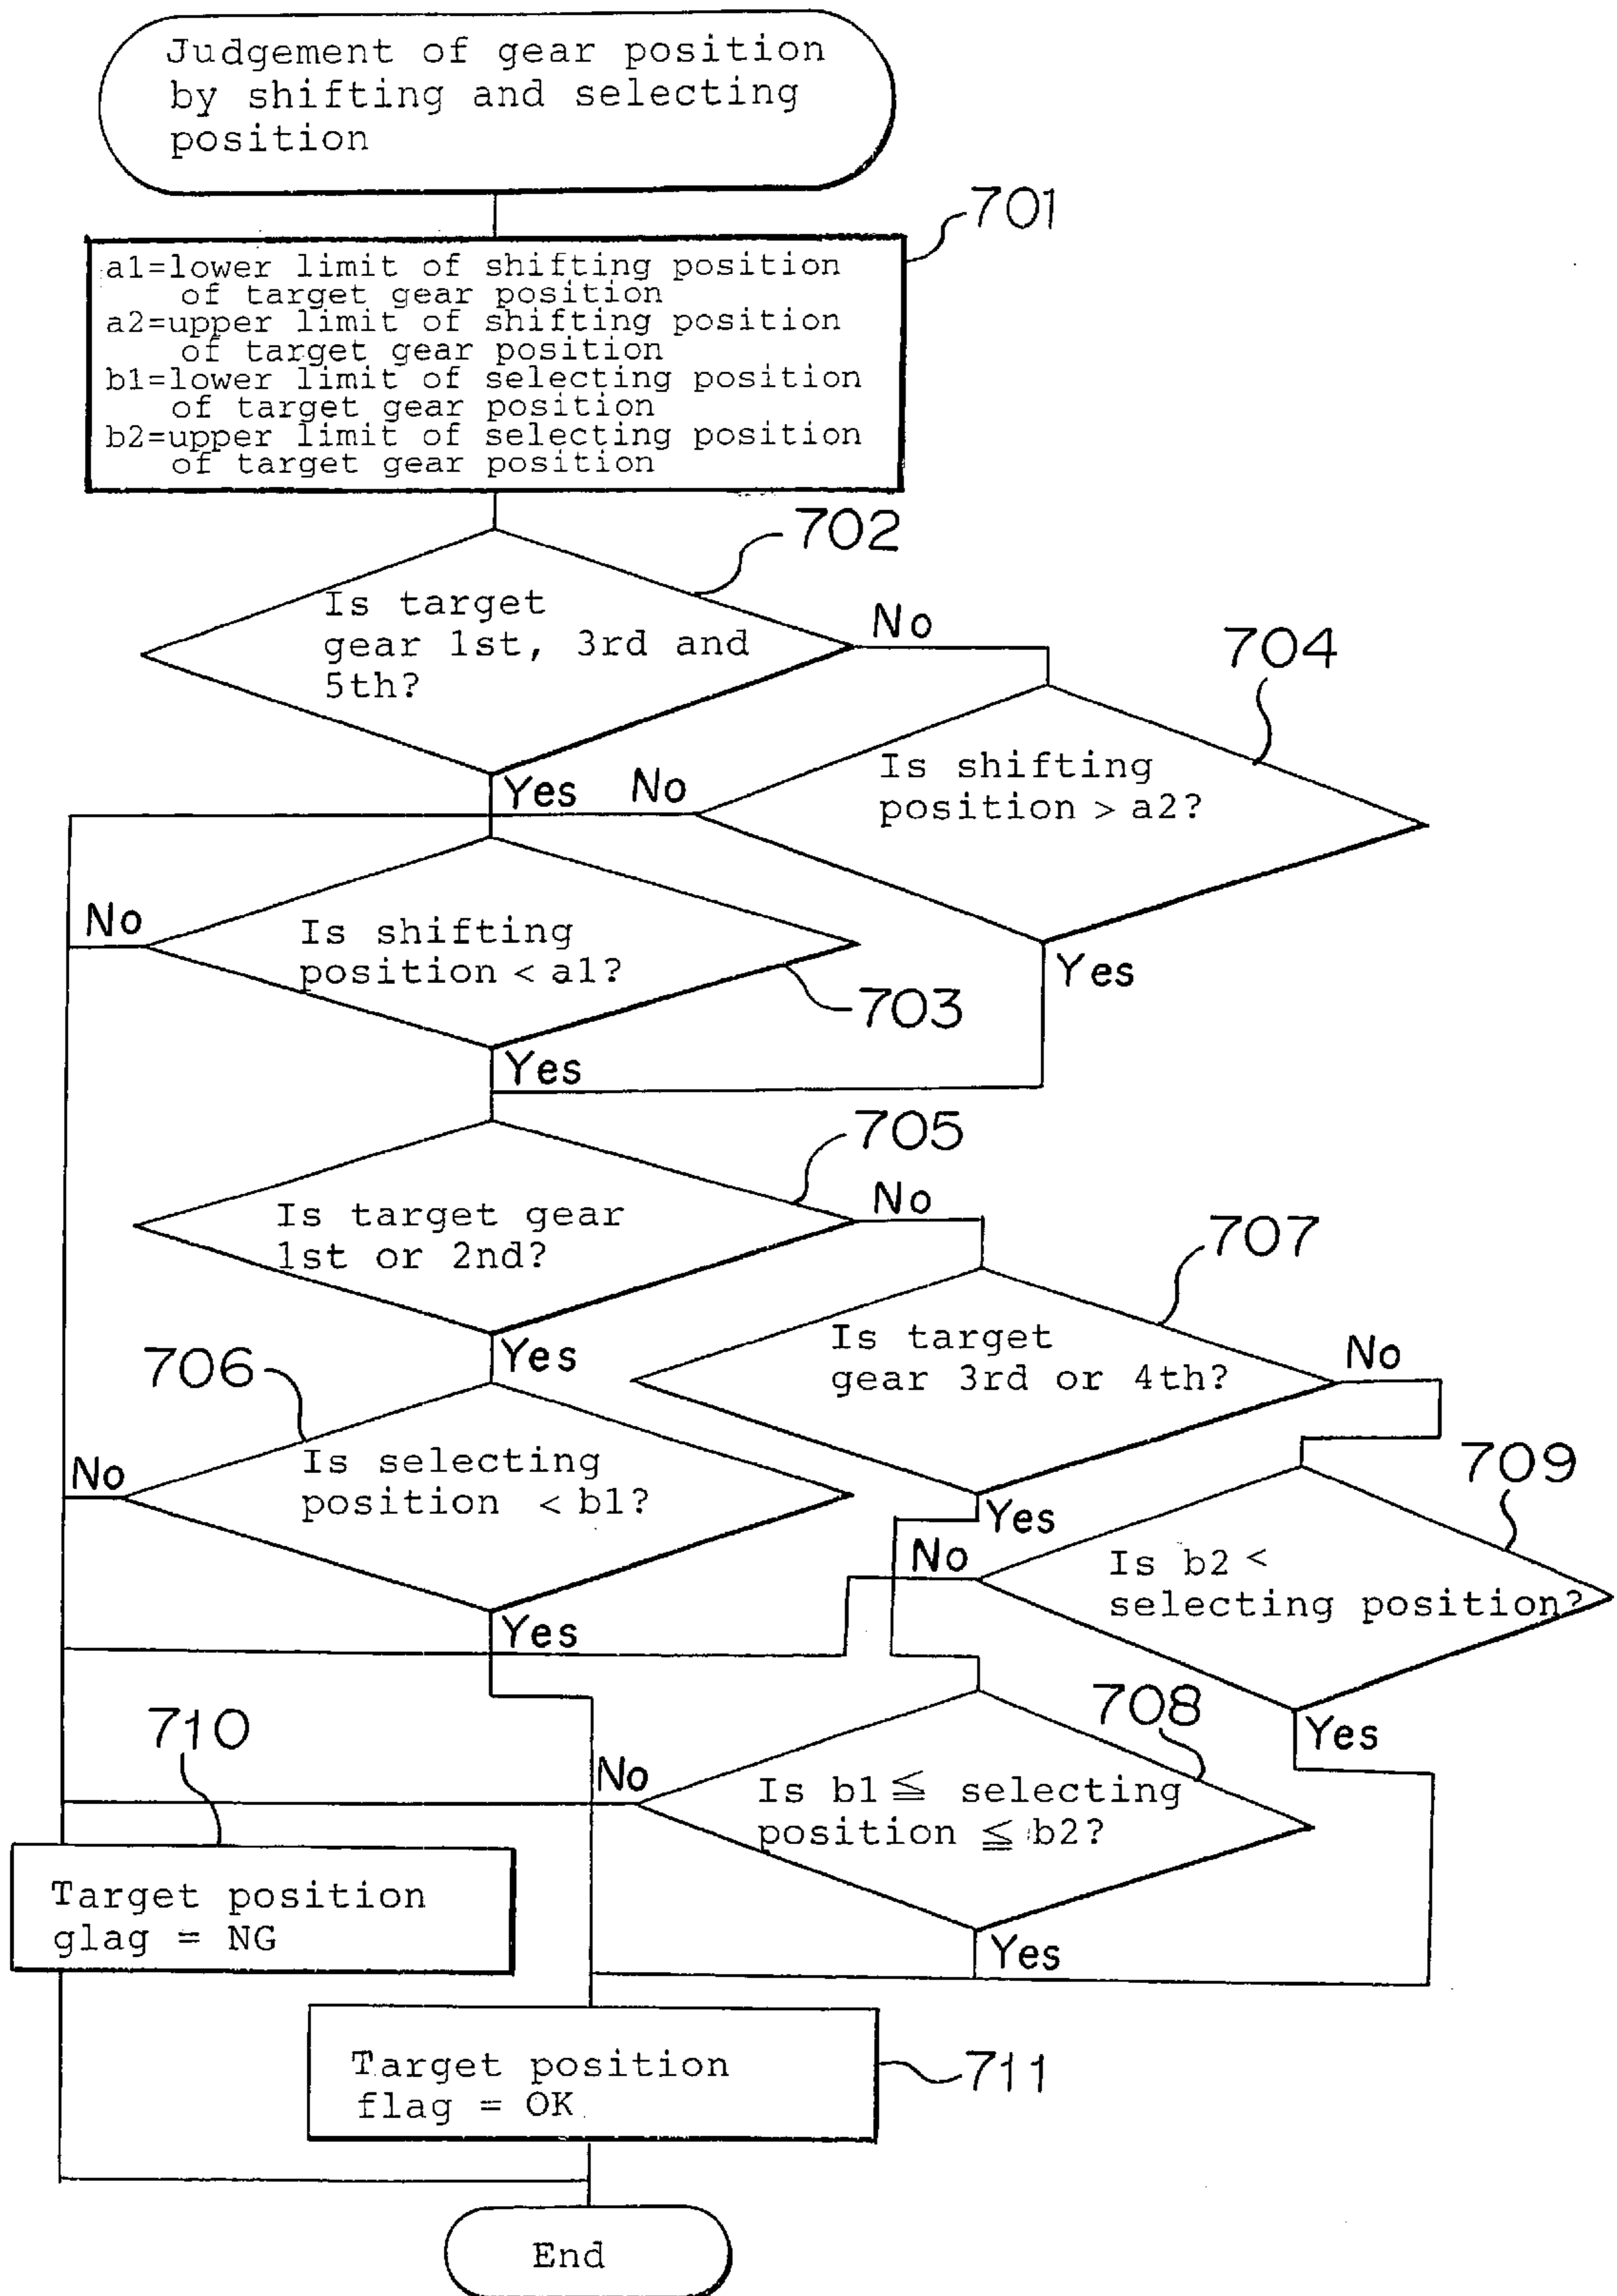 Judgement of gear position
by shifting and selecting
position
701
a1=lower limit of shifting position
of target gear position
a2=upper limit of shifting position
of target gear position
b1=lower limit of selecting position
of target gear position
b2=upper limit of selecting position
of target gear position
702
Is target
gear 1st, 3rd and
5th?
No
704
Is shifting
position > a2?
Yes
No
No
Is shifting
position < a1?
703
Yes
Yes
705
Is target gear
1st or 2nd?
No
707
Is target
gear 3rd or 4th?
No
Yes
706
Is selecting
position < b1?
No
Yes
709
Is b2 <
selecting position?
No
Yes
708
Yes
710
No
Is b1 ≦ selecting
position ≦ b2?
Target position
glag = NG
Yes
Target position
flag = OK
711
End